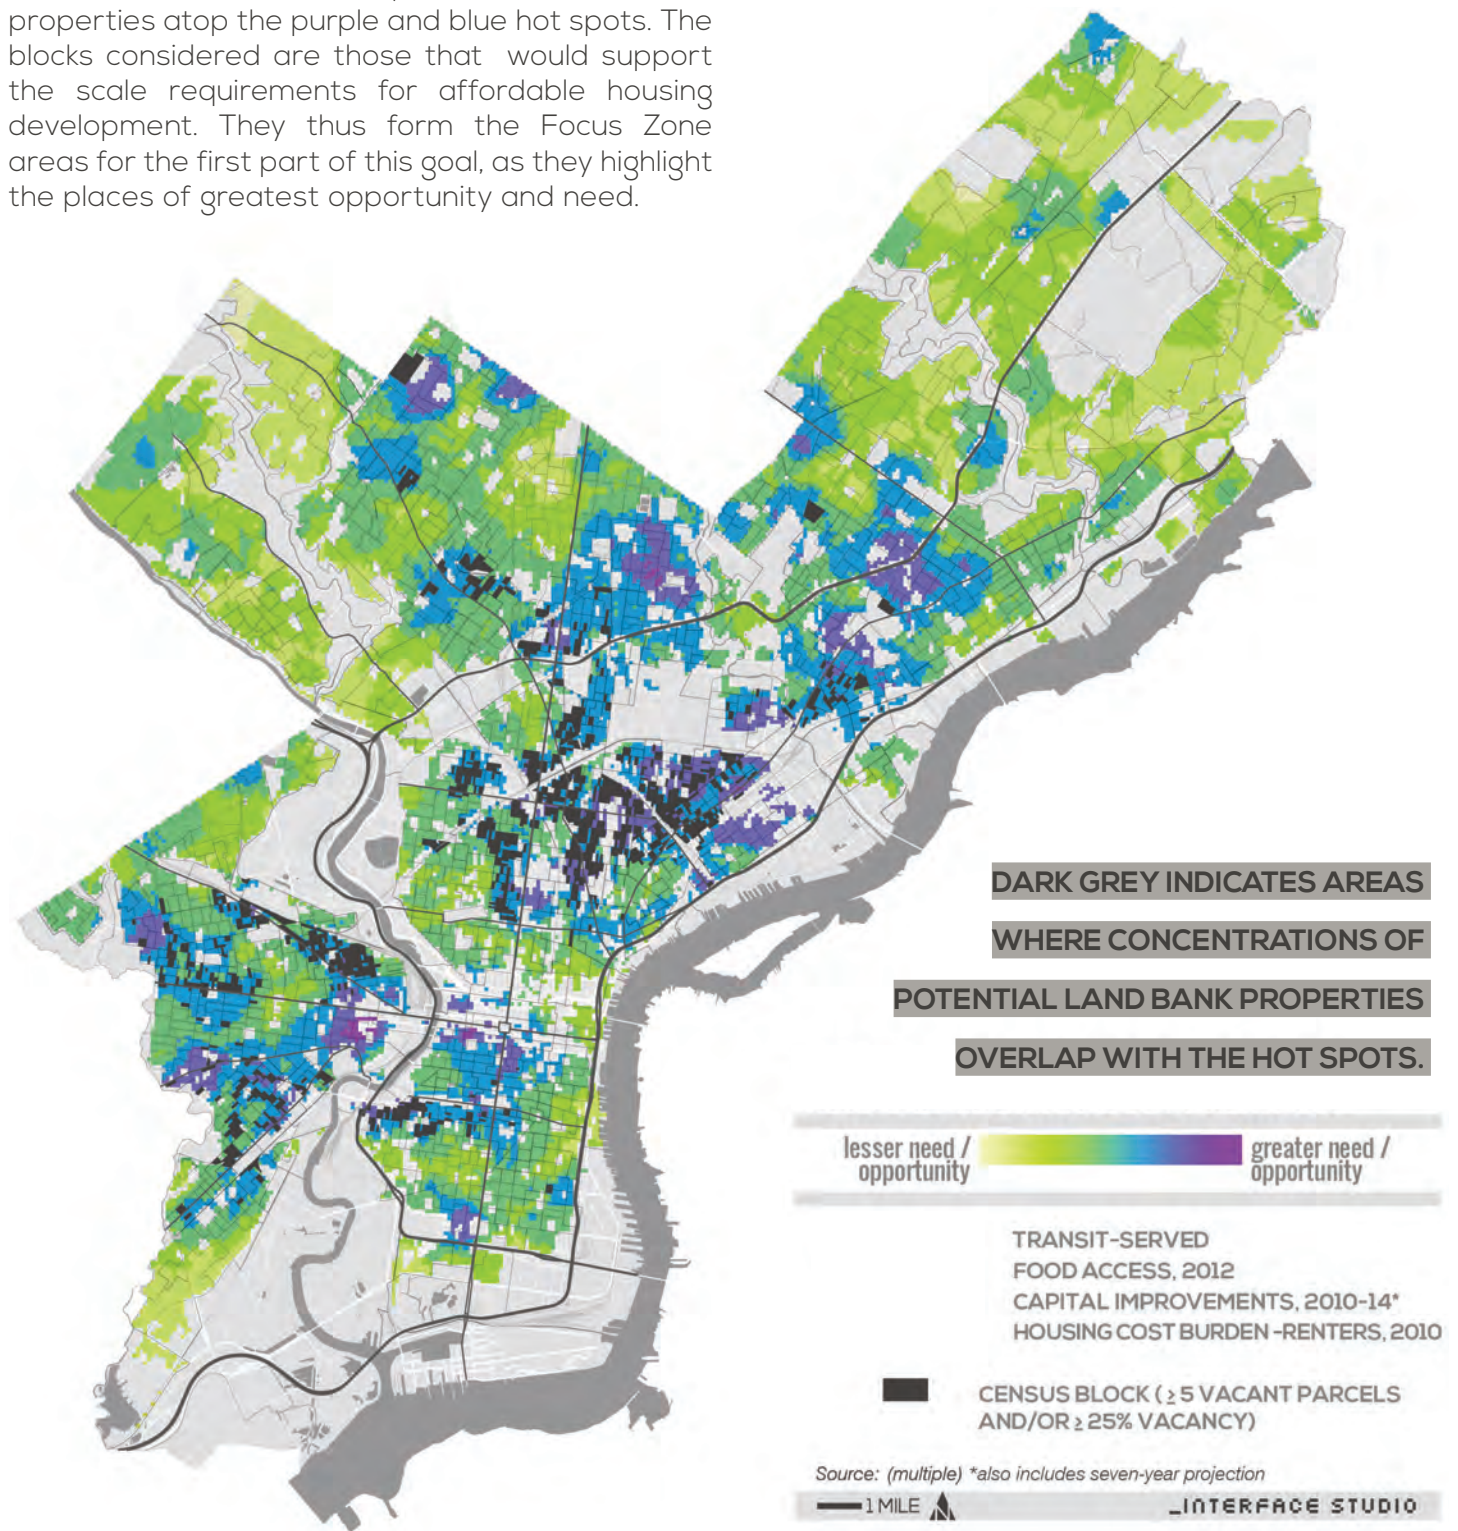 properties atop the purple and blue hot spots. The
blocks considered are those that would support
the scale requirements for affordable housing
development. They thus form the Focus Zone
areas for the first part of this goal, as they highlight
the places of greatest opportunity and need.
DARK GREY INDICATES AREAS
WHERE CONCENTRATIONS OF
POTENTIAL LAND BANK PROPERTIES
OVERLAP WITH THE HOT SPOTS.
lesser need /
opportunity
greater need /
opportunity
TRANSIT-SERVED
FOOD ACCESS, 2012
CAPITAL IMPROVEMENTS, 2010-14*
HOUSING COST BURDEN -RENTERS, 2010
CENSUS BLOCK ( ≥ 5 VACANT PARCELS
AND/OR ≥ 25% VACANCY)
Source: (multiple) *also includes seven-year projection
1 MILE
_INTERFACE STUDIO